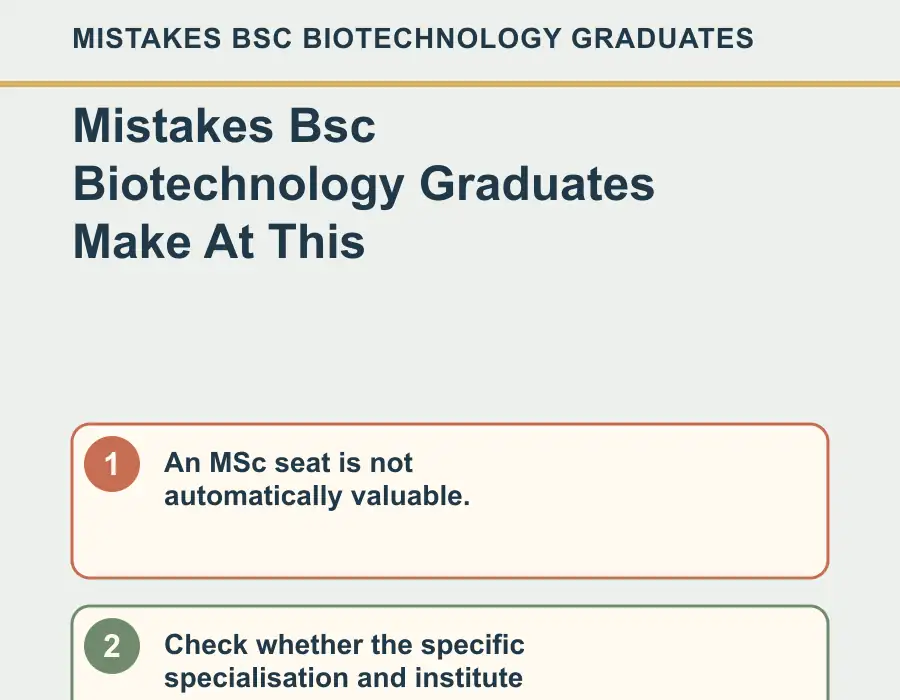 MISTAKES BSC BIOTECHNOLOGY GRADUATES
Mistakes Bsc
Biotechnology Graduates
Make At This
1
An MSc seat is not
automatically valuable.
2
Check whether the specific
specialisation and institute